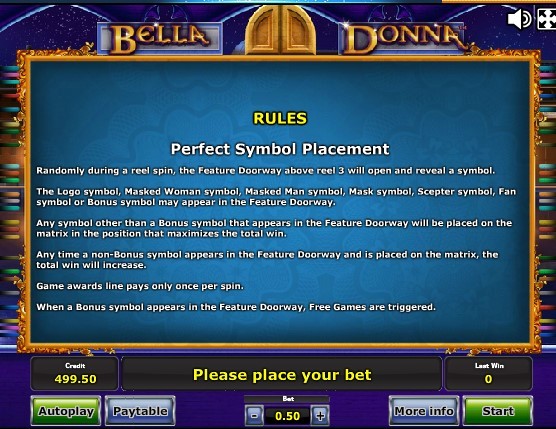 BELLA DONNA
RULES
Perfect Symbol Placement
Randomly during a reel spin, the Feature Doorway above reel 3 will open and reveal a symbol.
The Logo symbol, Masked Woman symbol, Masked Man symbol, Mask symbol, Scepter symbol, Fan
symbol or Bonus symbol may appear in the Feature Doorway.
Any symbol other than a Bonus symbol that appears in the Feature Doorway will be placed on the
matrix in the position that maximizes the total win.
Any time a non-Bonus symbol appears in the Feature Doorway and is placed on the matrix, the
total win will increase.
Game awards line pays only once per spin.
When a Bonus symbol appears in the Feature Doorway, Free Games are triggered.
Credit
499.50
Please place your bet
Last Win
0
Autoplay
Paytable
Bet
- 0.50 +
More info
Start